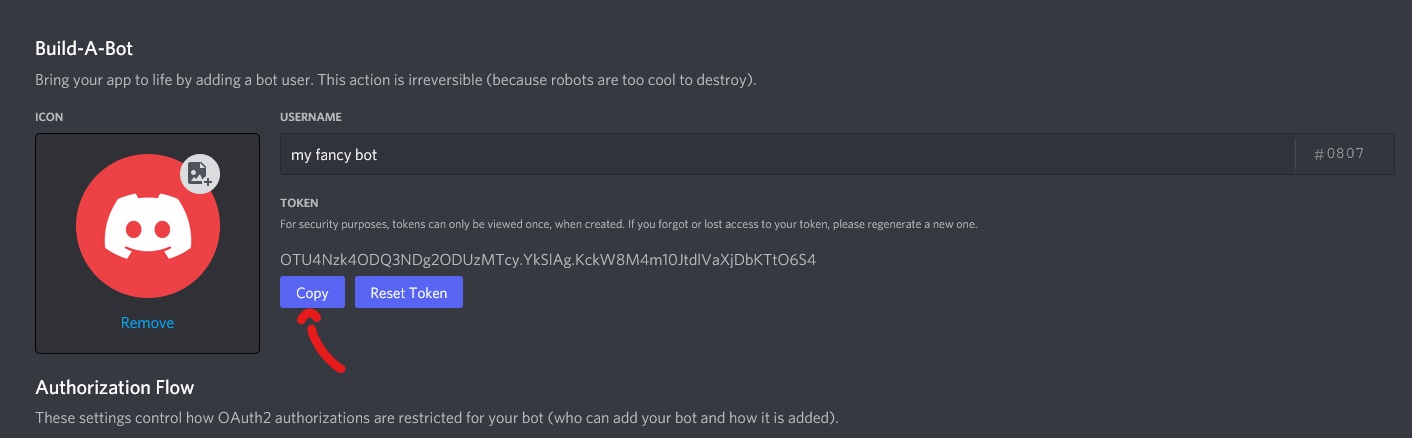 Build-A-Bot
Bring your app to life by adding a bot user. This action is irreversible (because robots are too cool to destroy).
ICON
USERNAME
my fancy bot
#0807
TOKEN
For security purposes, tokens can only be viewed once, when created. If you forgot or lost access to your token, please regenerate a new one.
OTU4Nzk4ODQ3NDg2ODUzMTcy.YkSlAg.KckW8M4m10JtdlVaXjDbKTtO6S4
Copy
Reset Token
Remove
Authorization Flow
These settings control how OAuth2 authorizations are restricted for your bot (who can add your bot and how it is added).